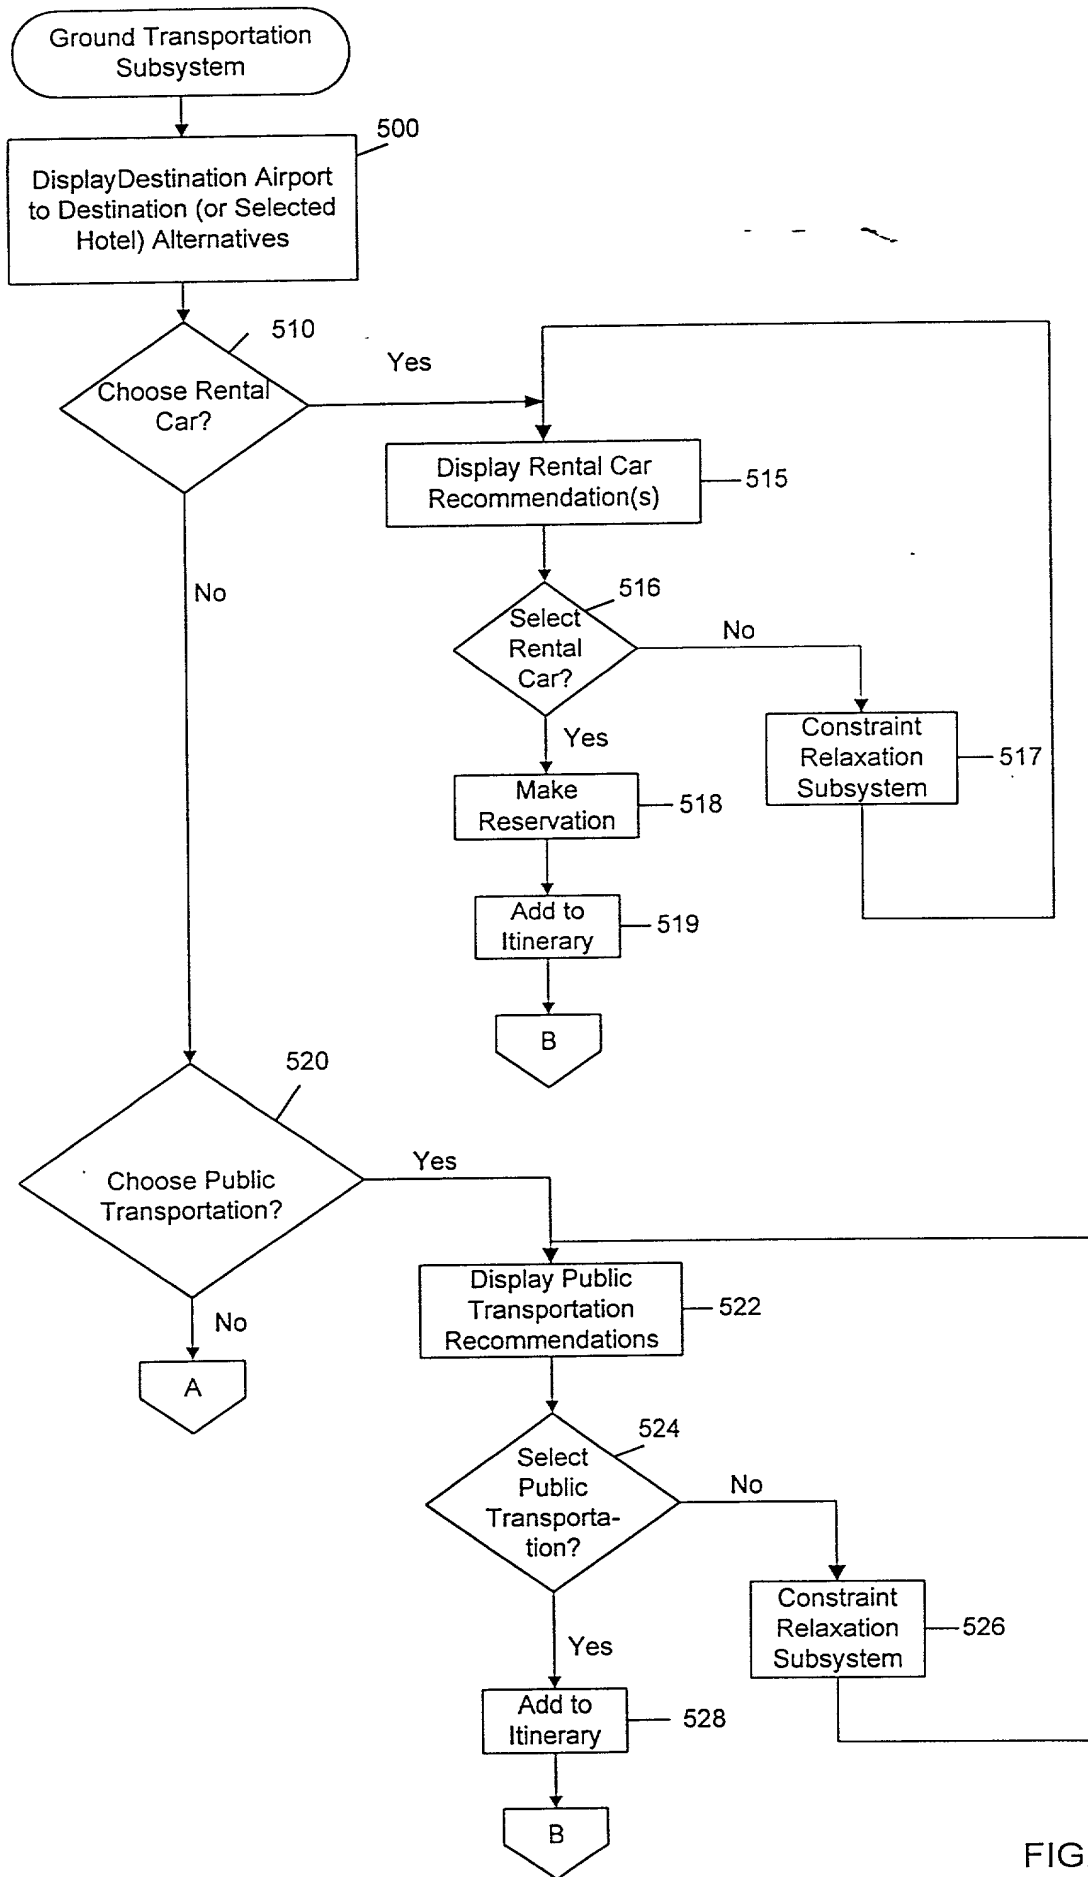 Ground Transportation
Subsystem
500
DisplayDestination Airport
to Destination (or Selected
Hotel) Alternatives
510
Choose Rental
Car?
Yes
No
Display Rental Car
Recommendation(s)
515
516
Select
Rental
Car?
No
Yes
Constraint
Relaxation
Subsystem
517
Make
Reservation
518
Add to
Itinerary
519
B
520
Choose Public
Transportation?
Yes
No
A
Display Public
Transportation
Recommendations
522
524
Select
Public
Transporta-
tion?
No
Yes
Constraint
Relaxation
Subsystem
526
Add to
Itinerary
528
B
FIG